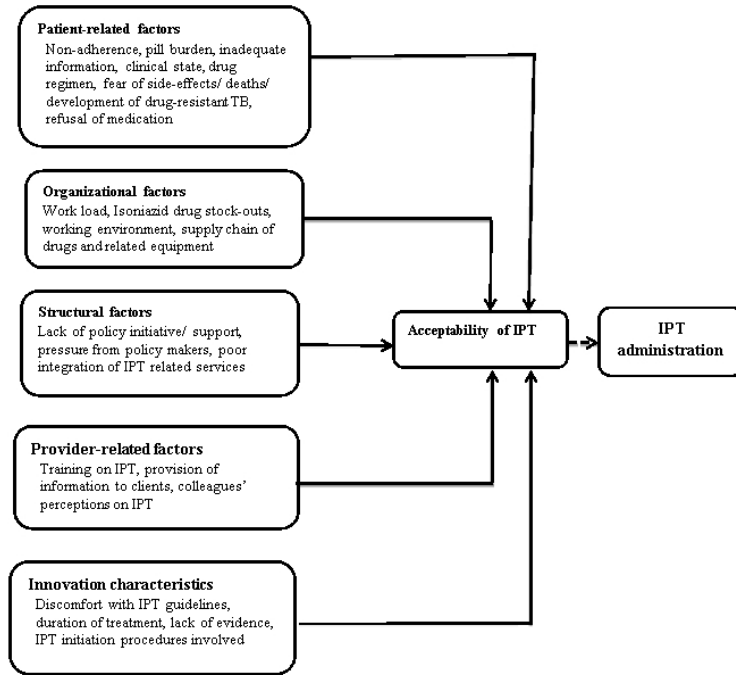 Patient-related factors
Non-adherence, pill burden, inadequate
information, clinical state, drug
regimen, fear of side-effects/ deaths/
development of drug-resistant TB,
refusal of medication
Organizational factors
Work load, Isoniazid drug stock-outs,
working environment, supply chain of
drugs and related equipment
Structural factors
Lack of policy initiative/ support,
pressure from policy makers, poor
integration of IPT related services
Acceptability of IPT
IPT
administration
Provider-related factors
Training on IPT, provision of
information to clients, colleagues’
perceptions on IPT
Innovation characteristics
Discomfort with IPT guidelines,
duration of treatment, lack of evidence,
IPT initiation procedures involved